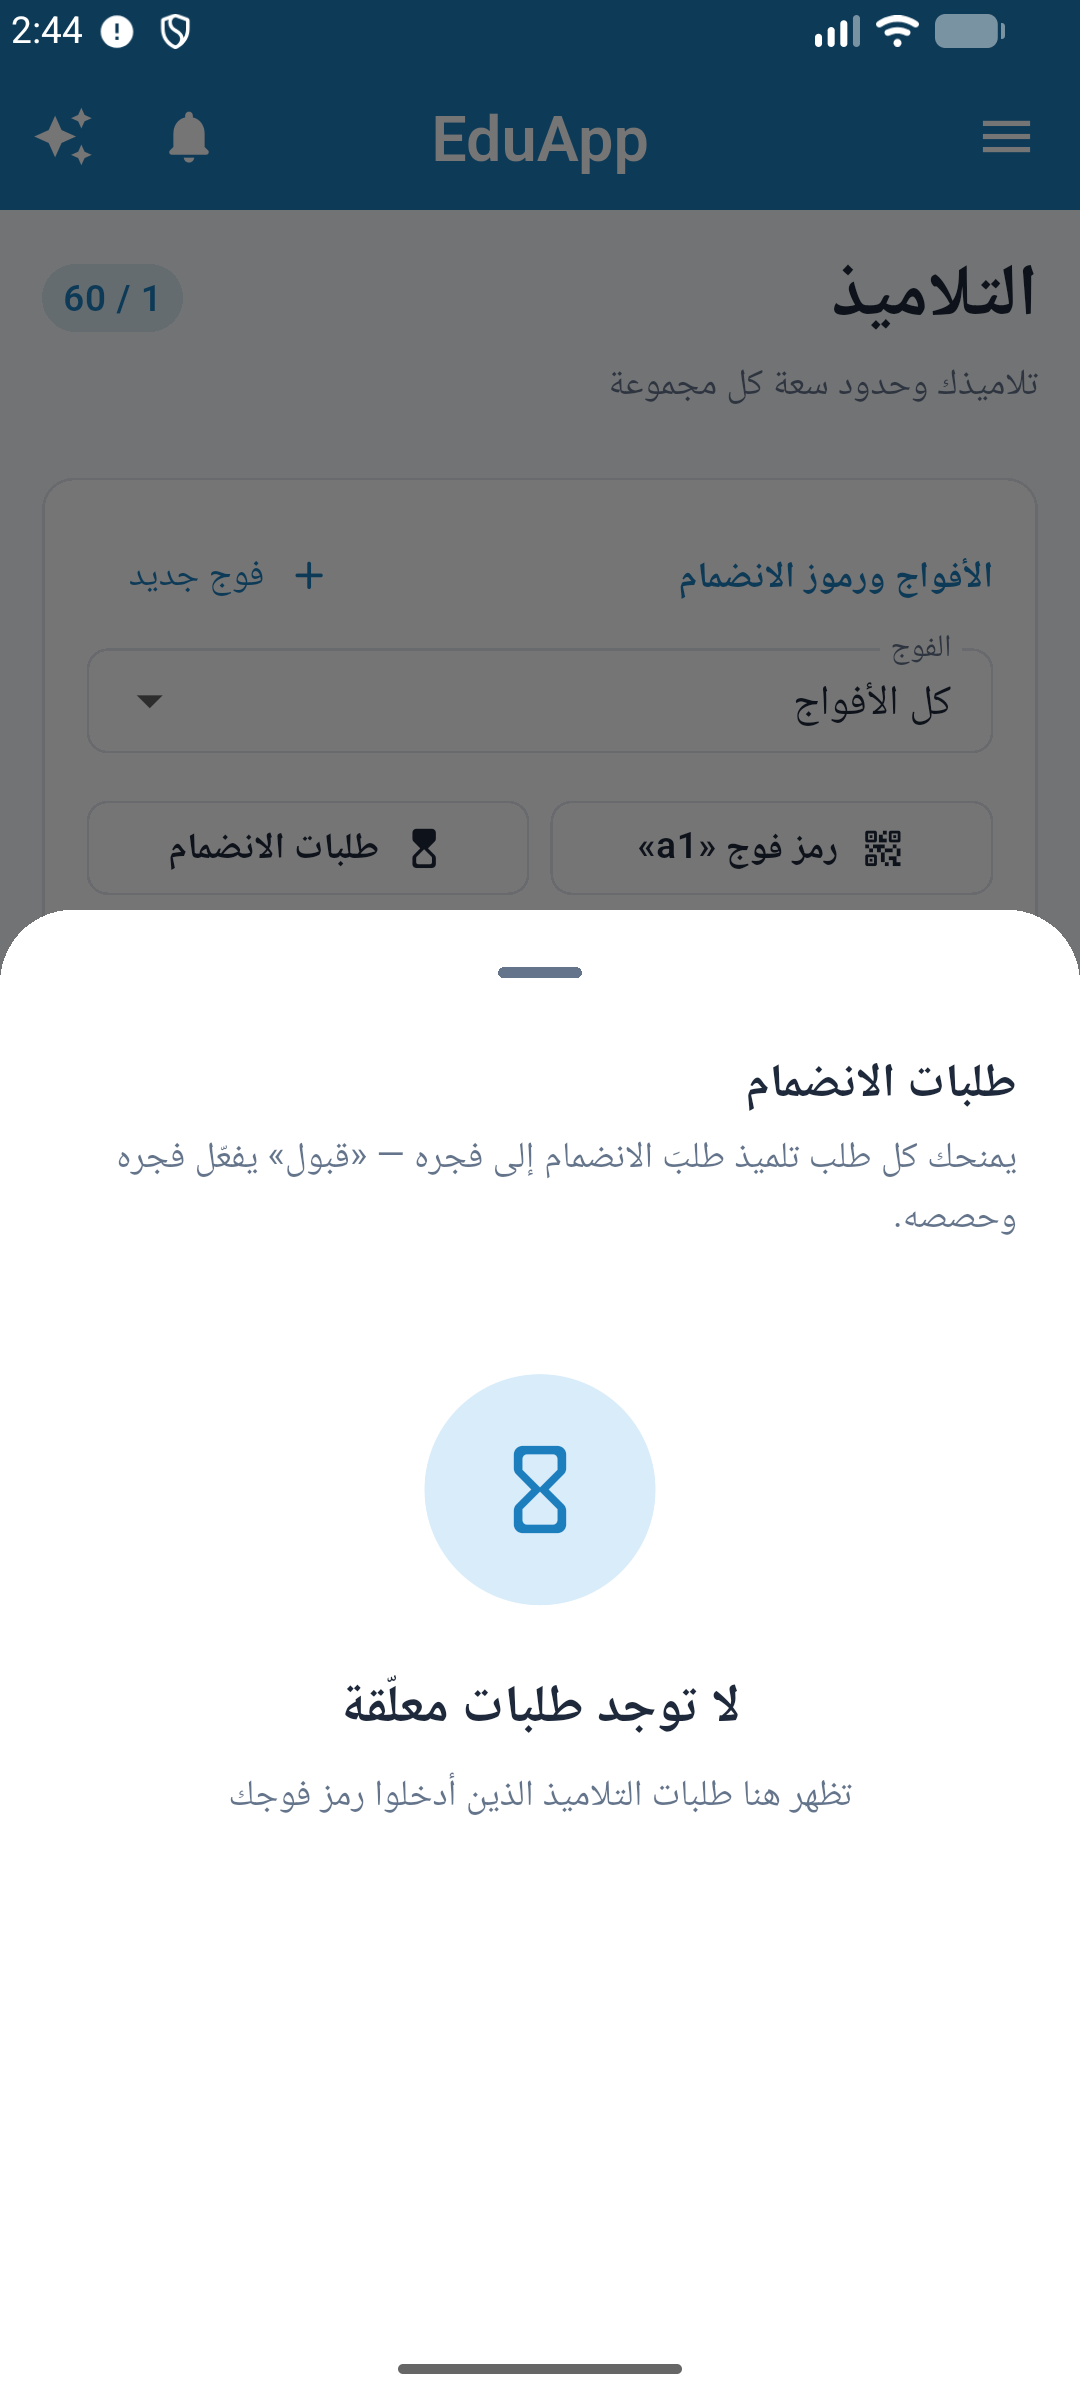 2:44
EduApp
التلاميذ
60 / 1
تلاميذك وحدود سعة كل مجموعة
الأفواج ورموز الانضمام
فوج جديد
الفوج
كل الأفواج
رمز فوج «a1»
طلبات الانضمام
طلبات الانضمام
يمنحك كل طلب تلميذ طلبَ الانضمام إلى فجره — «قبول» يفعّل فجره
وحصصه.
لا توجد طلبات معلّقة
تظهر هنا طلبات التلاميذ الذين أدخلوا رمز فوجك